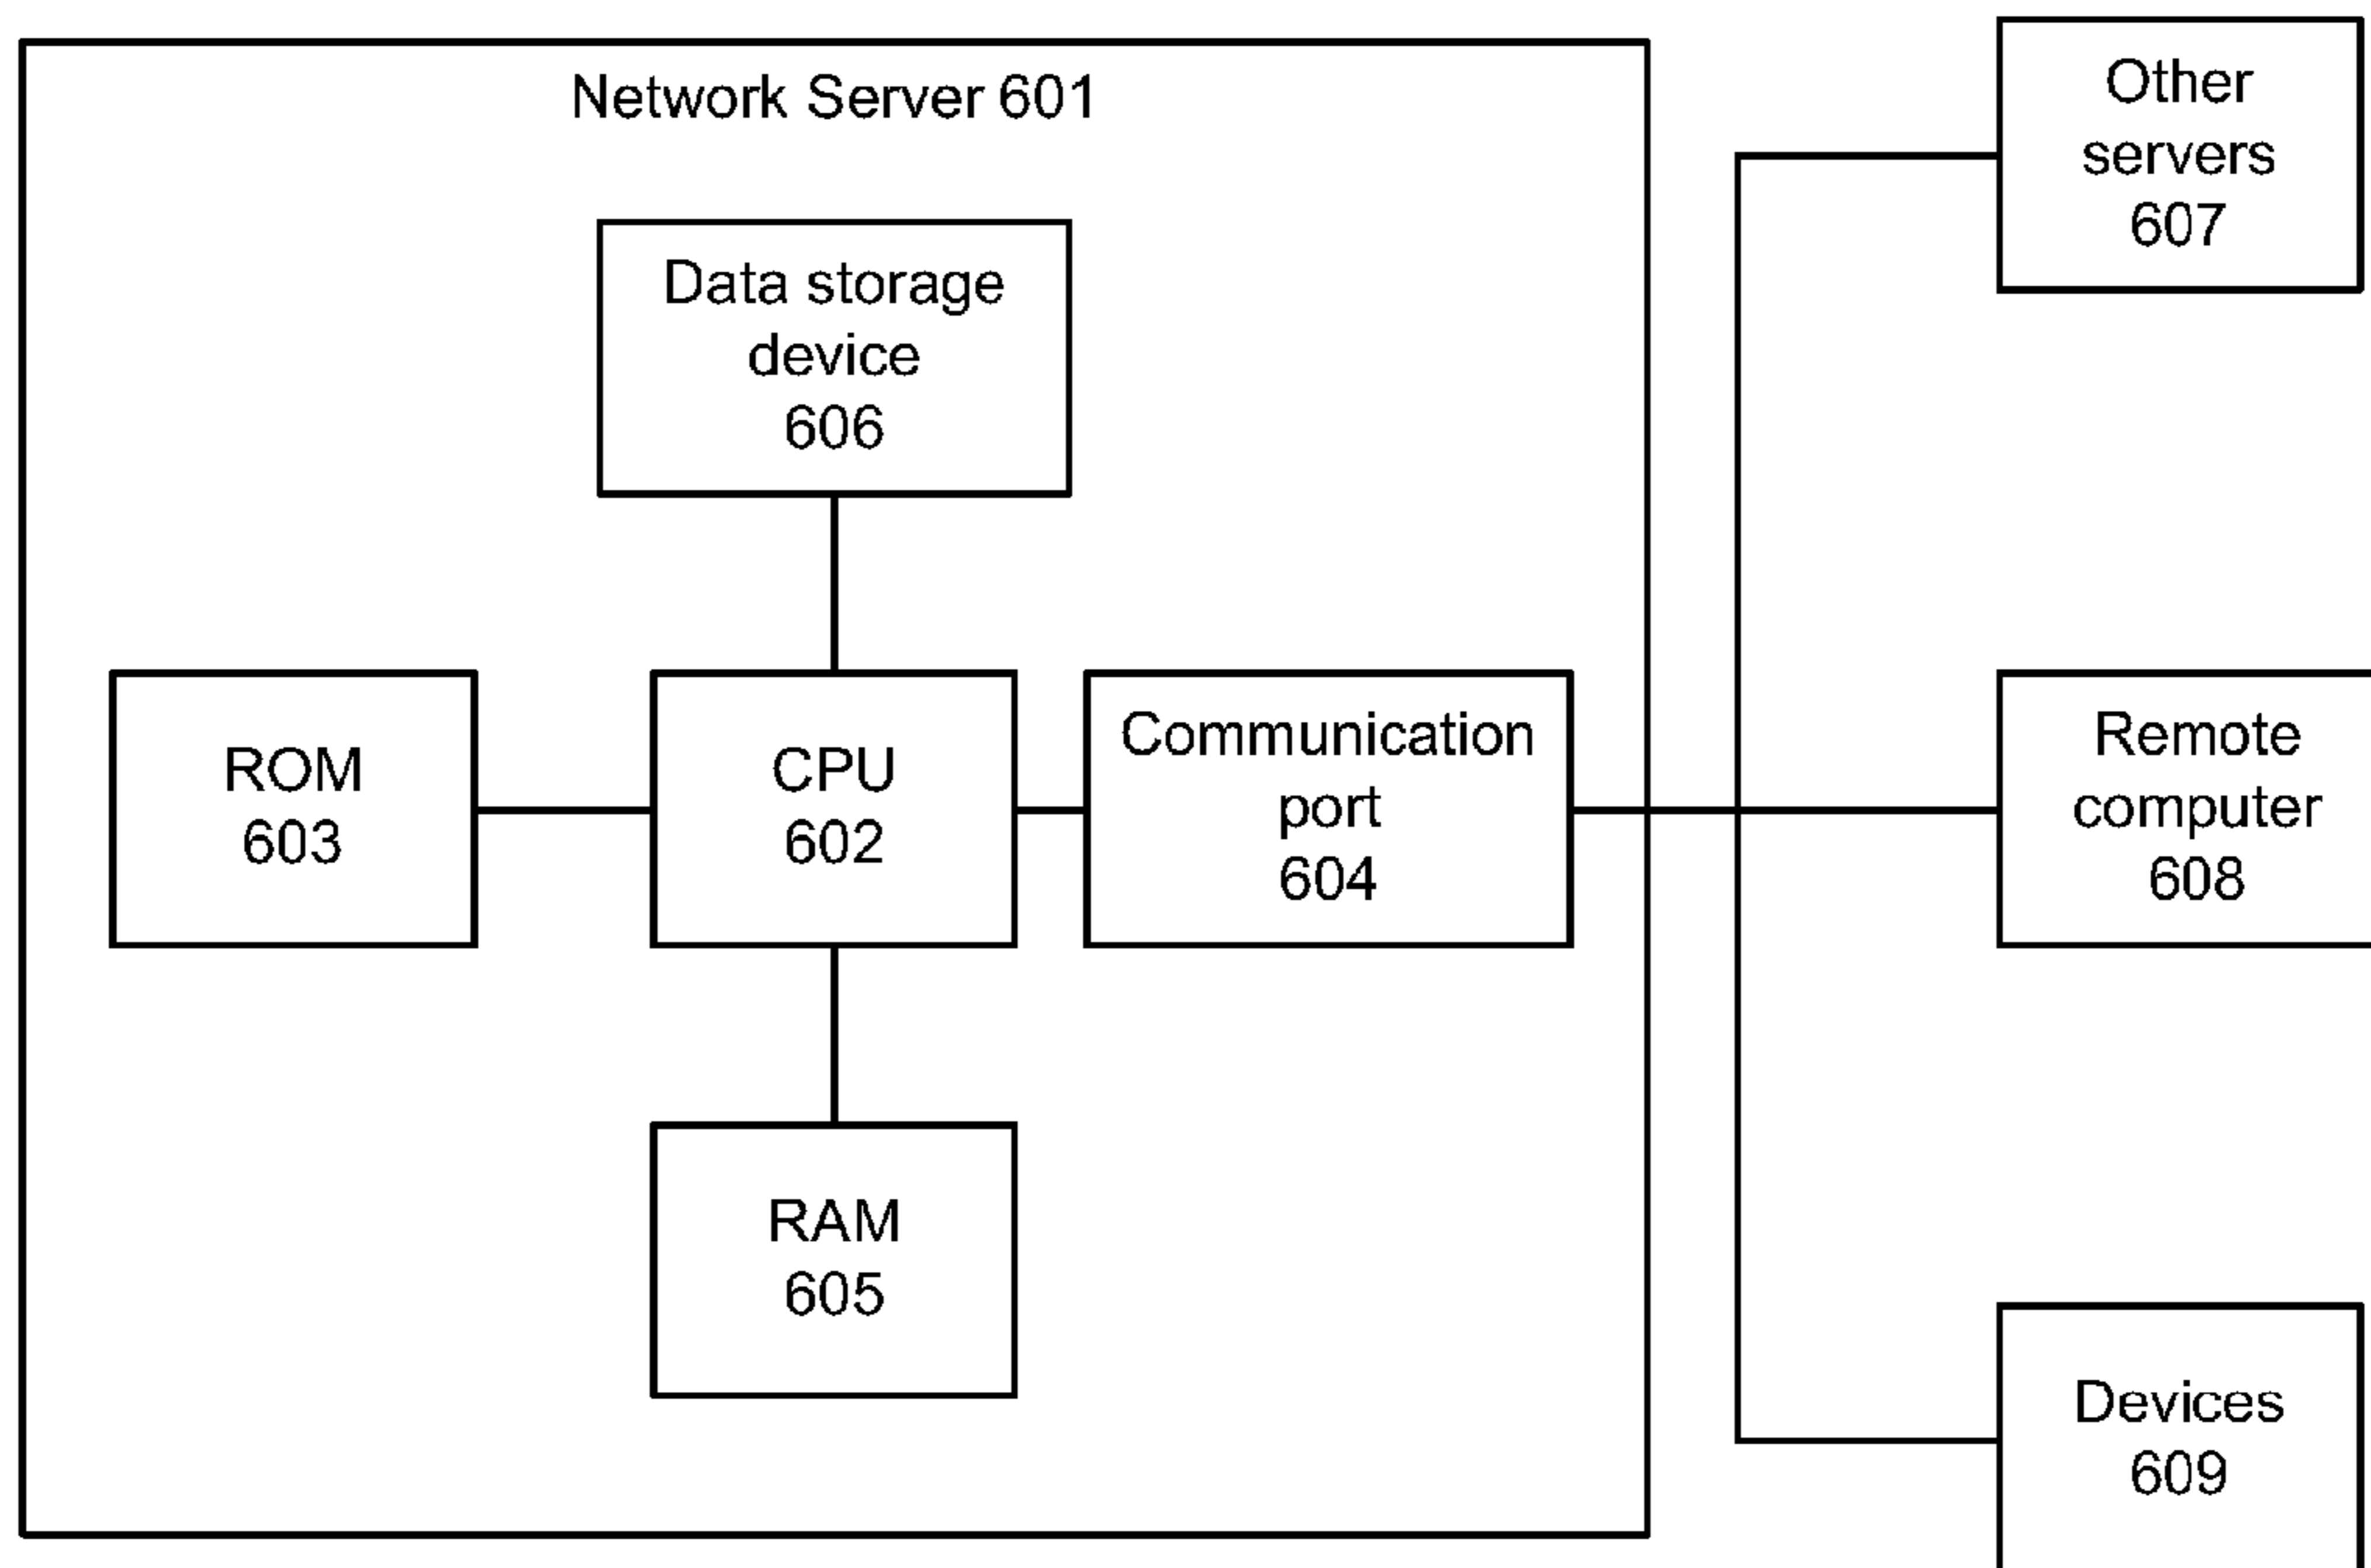 Network Server 601
Other
servers
607
Data storage
device
606
ROM
603
CPU
602
Communication
port
604
Remote
computer
608
RAM
605
Devices
609